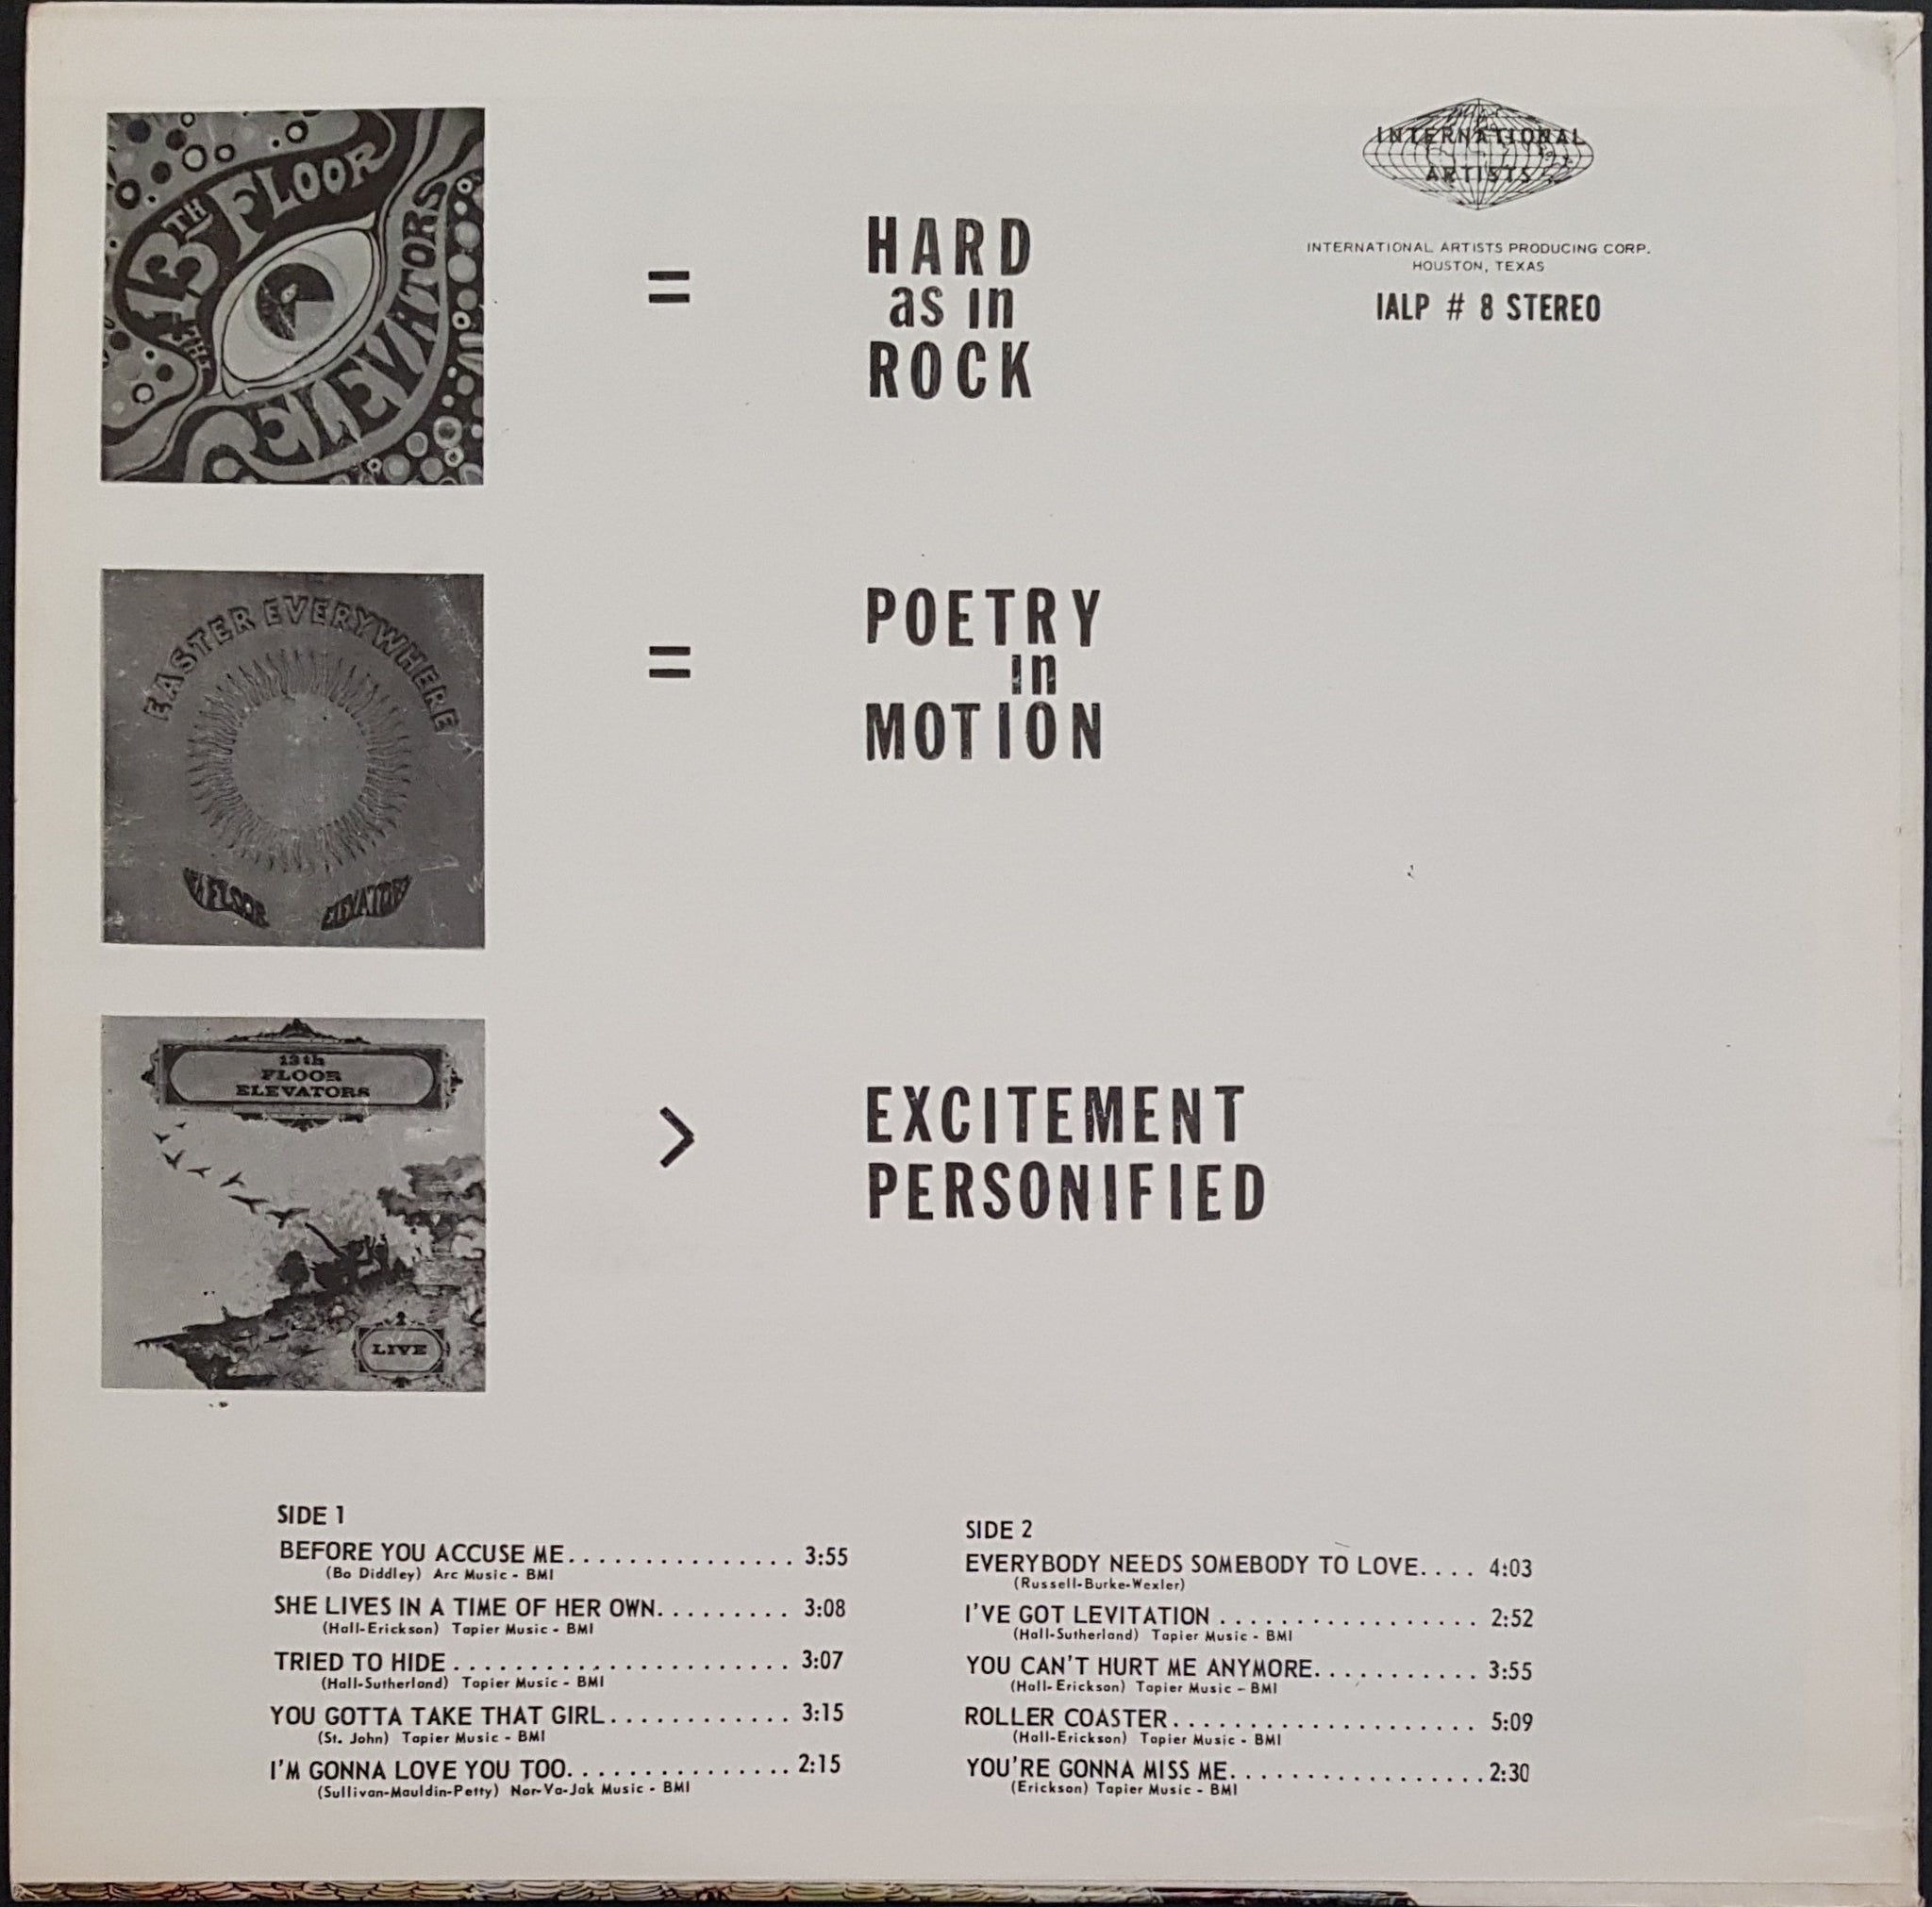 13TH FLOOR
THE
ELEVATORS
=
HARD
as in
ROCK
INTERNATIONAL
ARTISTS
INTERNATIONAL ARTISTS PRODUCING CORP.
HOUSTON, TEXAS
IALP # 8 STEREO
EASTER EVERYWHERE
FLOOR
ELEVATORS
=
POETRY
in
MOTION
13th
FLOOR
ELEVATORS
LIVE
>
EXCITEMENT
PERSONIFIED
SIDE 1
BEFORE YOU ACCUSE ME............... 3:55
(Bo Diddley) Arc Music - BMI
SHE LIVES IN A TIME OF HER OWN......... 3:08
(Hall-Erickson) Tapier Music - BMI
TRIED TO HIDE...................... 3:07
(Hall-Sutherland) Tapier Music - BMI
YOU GOTTA TAKE THAT GIRL............ 3:15
(St. John) Tapier Music - BMI
I'M GONNA LOVE YOU TOO............... 2:15
(Sullivan-Mauldin-Petty) Nor-Va-Jak Music - BMI
SIDE 2
EVERYBODY NEEDS SOMEBODY TO LOVE.... 4:03
(Russell-Burke-Wexler)
I'VE GOT LEVITATION ................. 2:52
(Hall-Sutherland) Tapier Music - BMI
YOU CAN'T HURT ME ANYMORE........... 3:55
(Hall-Erickson) Tapier Music - BMI
ROLLER COASTER.................... 5:09
(Hall-Erickson) Tapier Music - BMI
YOU'RE GONNA MISS ME.................2:30
(Erickson) Tapier Music - BMI